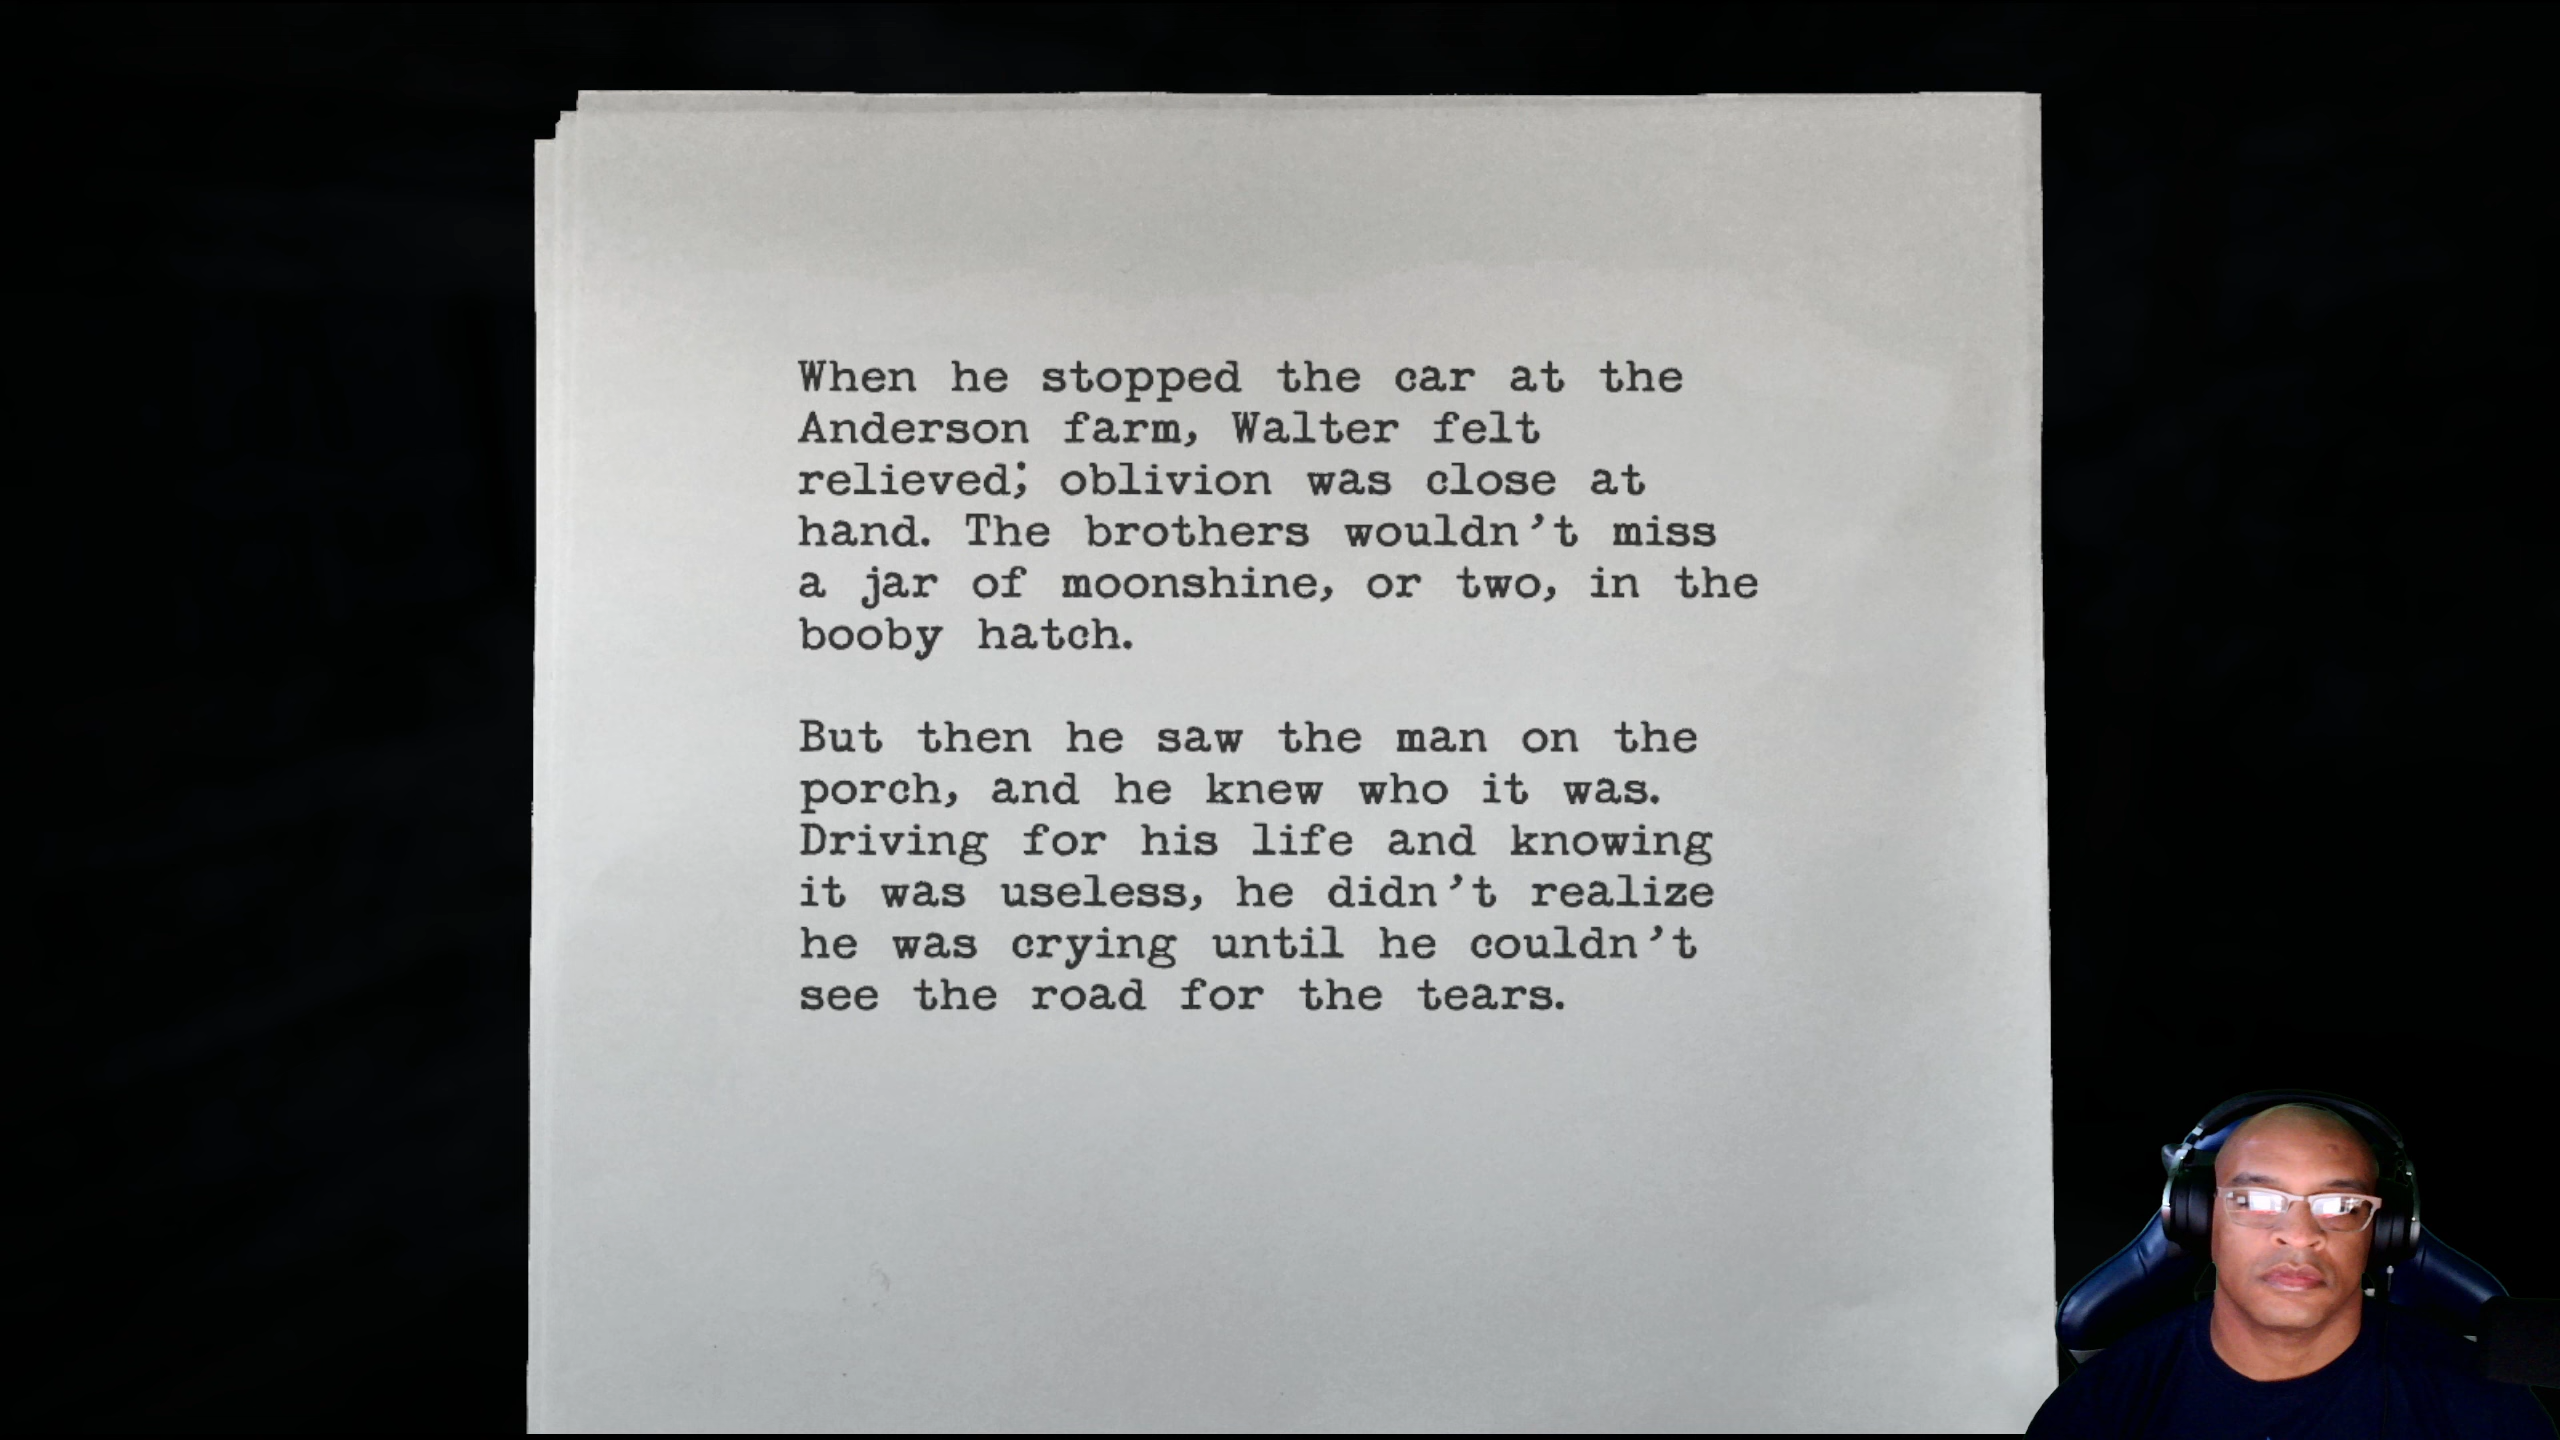 When he stopped the car at the
Anderson farm, Walter felt
relieved; oblivion was close at
hand. The brothers wouldn’t miss
a jar of moonshine, or two, in the
booby hatch.
But then he saw the man on the
porch, and he knew who it was.
Driving for his life and knowing
it was useless, he didn’t realize
he was crying until he couldn’t
see the road for the tears.